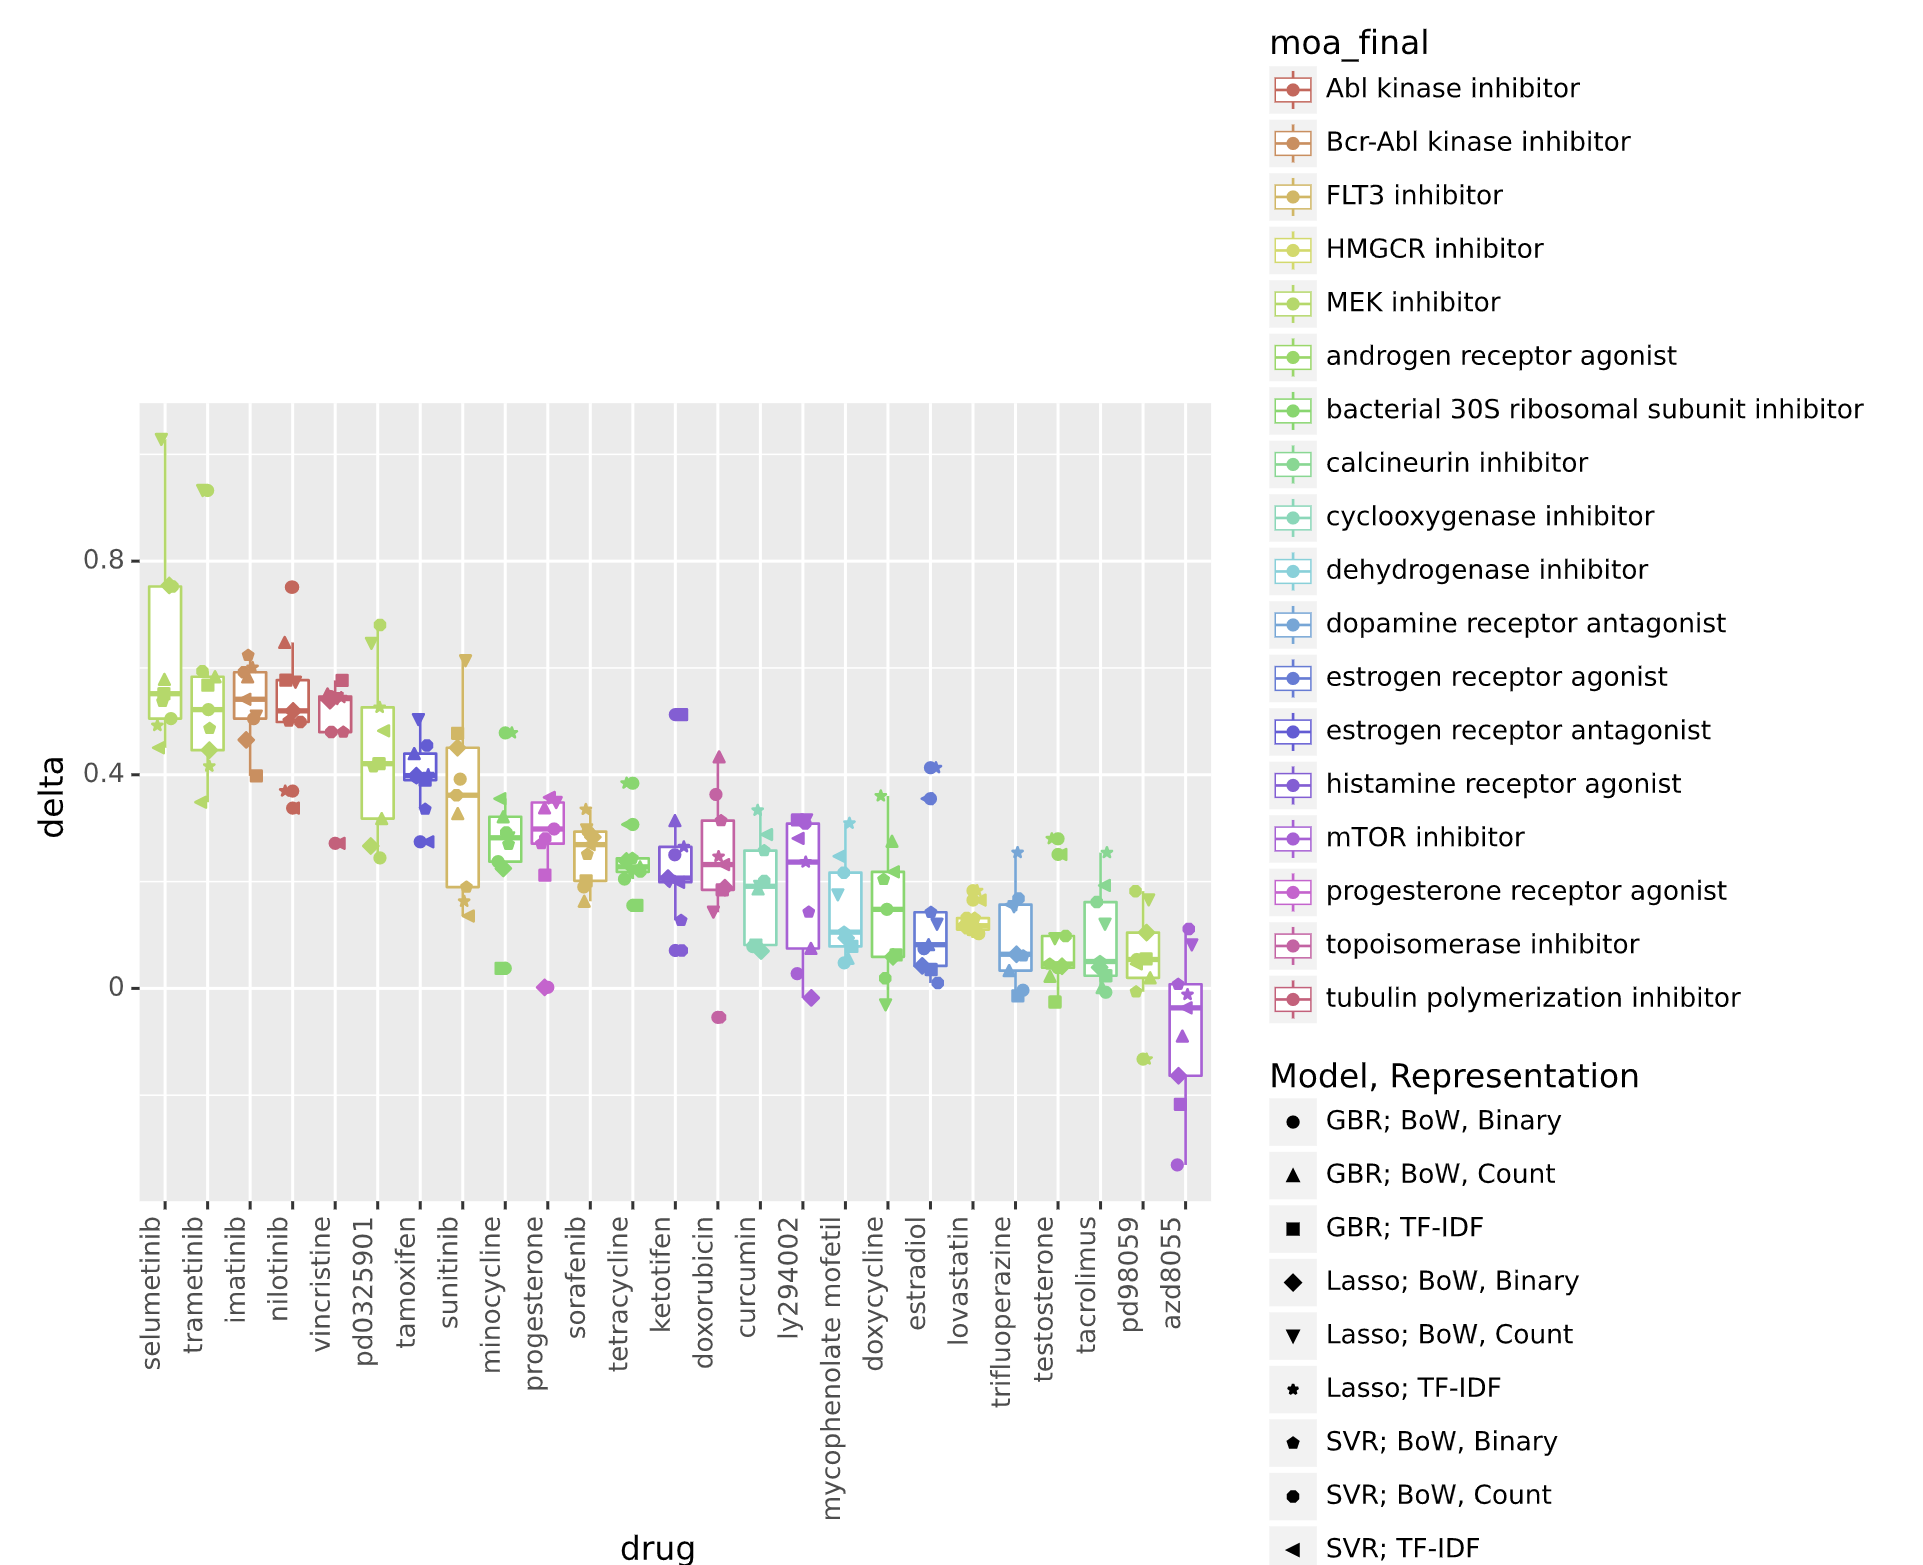 moa_final
Abl kinase inhibitor
Bcr-Abl kinase inhibitor
FLT3 inhibitor
HMGCR inhibitor
MEK inhibitor
androgen receptor agonist
bacterial 30S ribosomal subunit inhibitor
calcineurin inhibitor
cyclooxygenase inhibitor
dehydrogenase inhibitor
dopamine receptor antagonist
estrogen receptor agonist
estrogen receptor antagonist
histamine receptor agonist
mTOR inhibitor
progesterone receptor agonist
topoisomerase inhibitor
tubulin polymerization inhibitor
Model, Representation
GBR; BoW, Binary
GBR; BoW, Count
GBR; TF-IDF
Lasso; BoW, Binary
Lasso; BoW, Count
Lasso; TF-IDF
SVR; BoW, Binary
SVR; BoW, Count
SVR; TF-IDF
delta
0.8
0.4
0
selumetinib
trametinib
imatinib
nilotinib
vincristine
pd0325901
tamoxifen
sunitinib
minocycline
progesterone
sorafenib
tetracycline
ketotifen
doxorubicin
curcumin
ly294002
mycophenolate mofetil
doxycycline
estradiol
lovastatin
trifluoperazine
testosterone
tacrolimus
pd98059
azd8055
drug